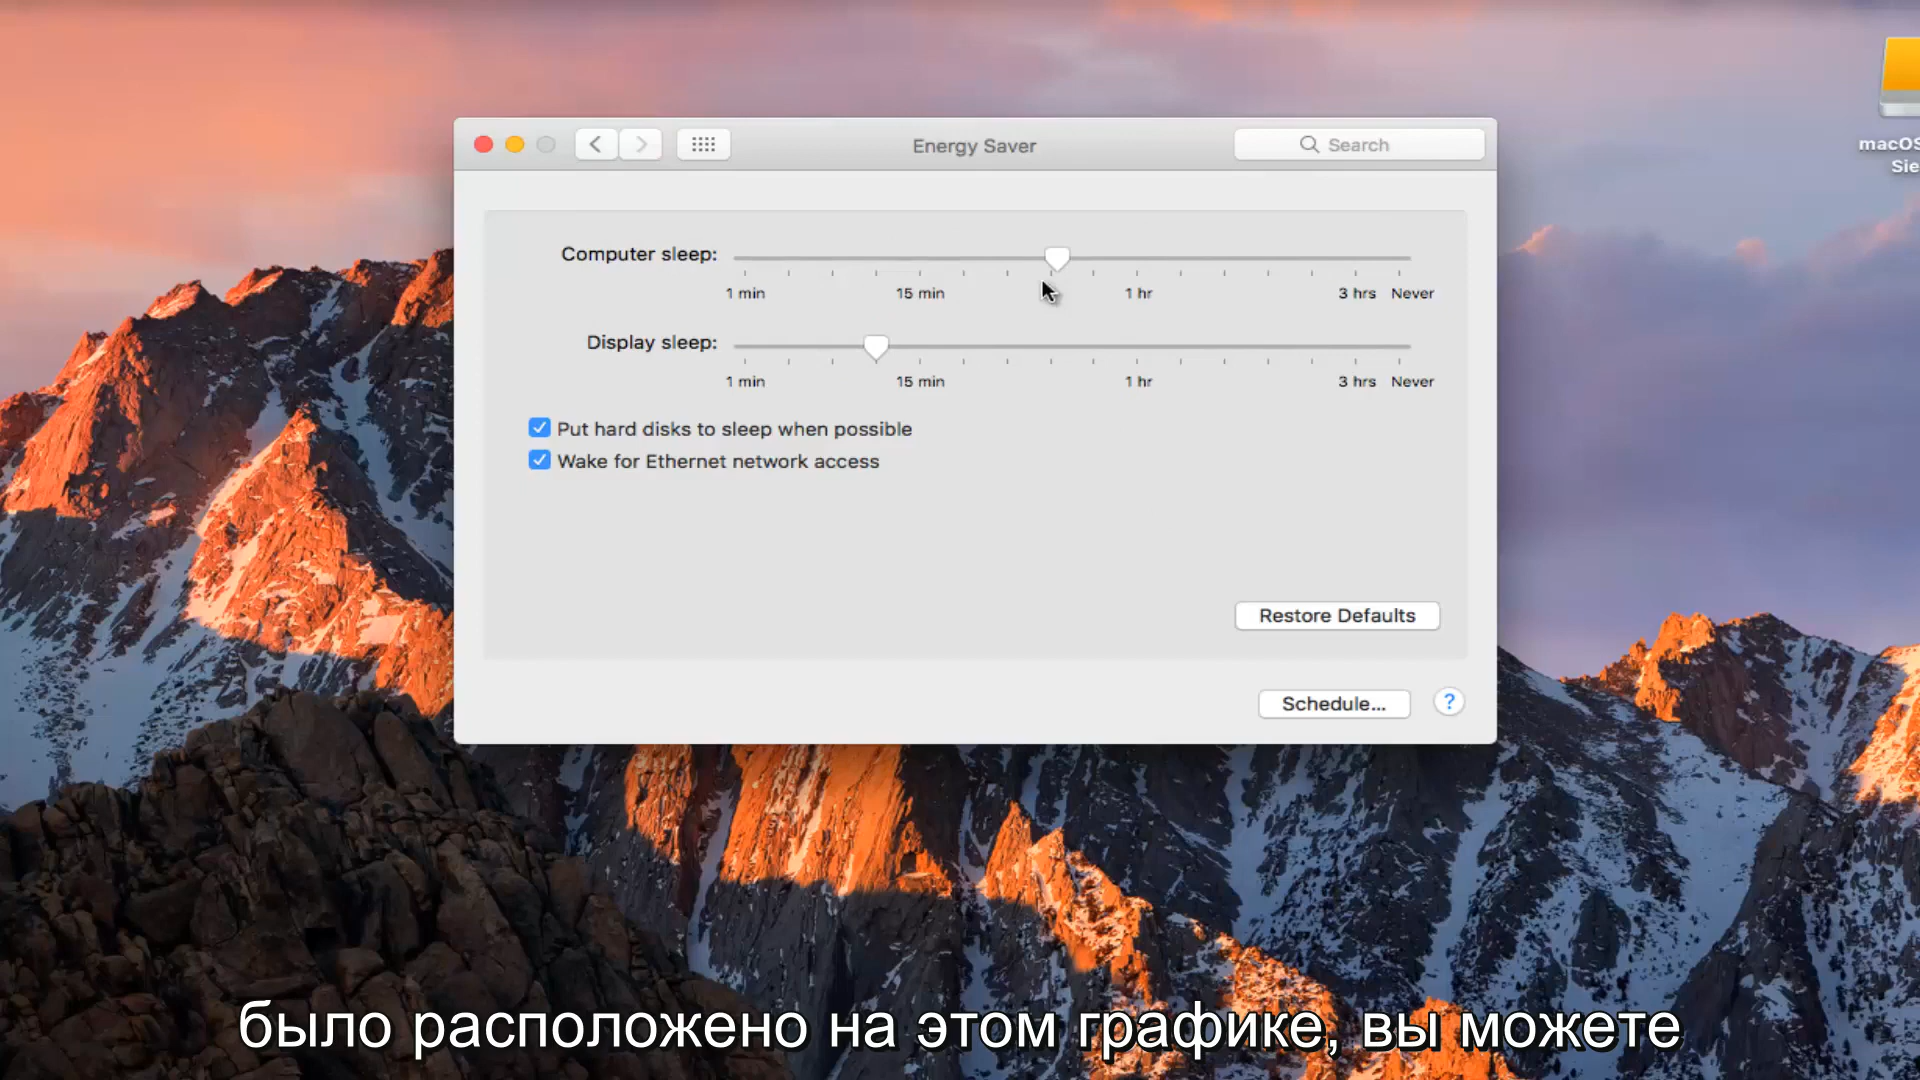 Energy Saver
Search
macOS
Sie
Computer sleep:
1 min 15 min 1 hr 3 hrs Never
Display sleep:
1 min 15 min 1 hr 3 hrs Never
Put hard disks to sleep when possible
Wake for Ethernet network access
Restore Defaults
Schedule...
?
было расположено на этом графике, вы можете